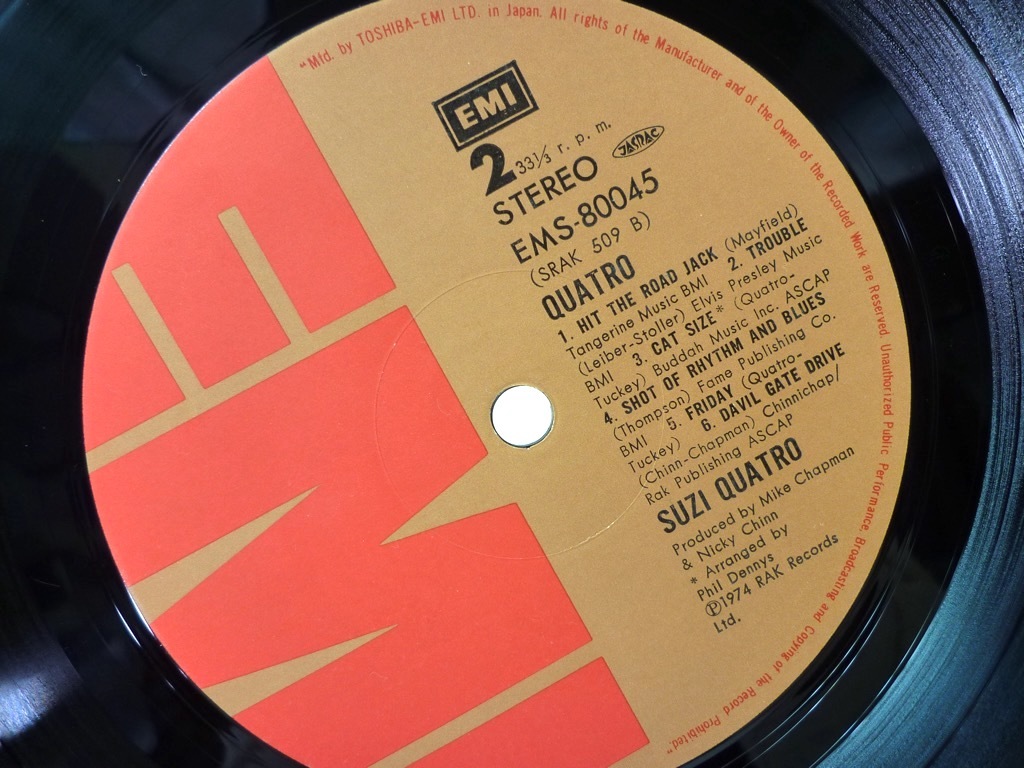 "Mfd. by TOSHIBA-EMI LTD. in Japan. All rights of the Manufacturer and of the Owner of the Recorded Work are Reserved. Unauthorized Public Performance, Broadcasting and Copying of the Record Prohibited."
EMI
2 33⅓ r. p. m.
JASRAC
STEREO
EMS-80045
(SRAK 509 B)
QUATRO
1. HIT THE ROAD JACK (Mayfield)
Tangerine Music BMI 2. TROUBLE
(Leiber-Stoller) Elvis Presley Music
BMI 3. CAT SIZE* (Quatro-
Tuckey) Buddah Music Inc. ASCAP
4. SHOT OF RHYTHM AND BLUES
(Thompson) Fame Publishing Co.
BMI 5. FRIDAY (Quatro-
Tuckey) 6. DAVIL GATE DRIVE
(Chinn-Chapman) Chinnichap/
Rak Publishing ASCAP
SUZI QUATRO
Produced by Mike Chapman
& Nicky Chinn
* Arranged by
Phil Dennys
℗1974 RAK Records
Ltd.
EMI